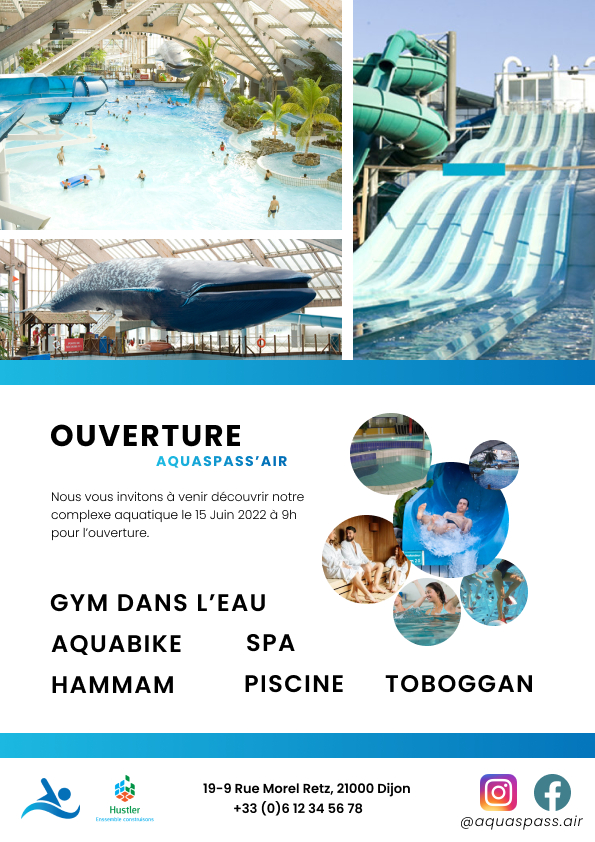 OUVERTURE
AQUASPASS'AIR
Nous vous invitons à venir découvrir notre
complexe aquatique le 15 Juin 2022 à 9h
pour l'ouverture.
GYM DANS L'EAU
AQUABIKE SPA
HAMMAM PISCINE TOBOGGAN
Hustler
Ensemble construisons
19-9 Rue Morel Retz, 21000 Dijon
+33 (0)6 12 34 56 78
@aquaspass.air